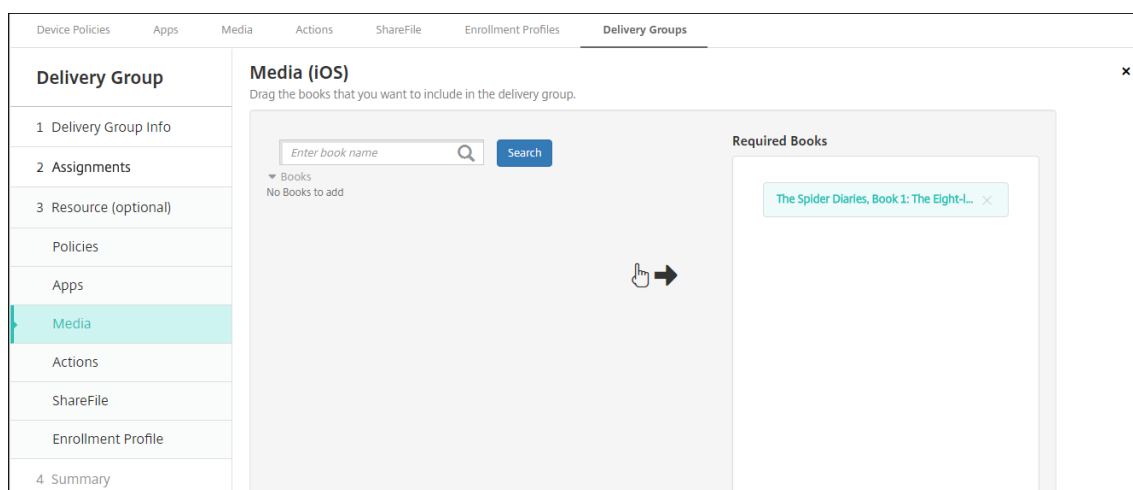 Device Policies Apps Media Actions ShareFile Enrollment Profiles Delivery Groups
Delivery Group
1 Delivery Group Info
2 Assignments
3 Resource (optional)
Policies
Apps
Media
Actions
ShareFile
Enrollment Profile
4 Summary
Media (iOS)
Drag the books that you want to include in the delivery group.
Enter book name
Search
Books
No Books to add
Required Books
The Spider Diaries, Book 1: The Eight-l...